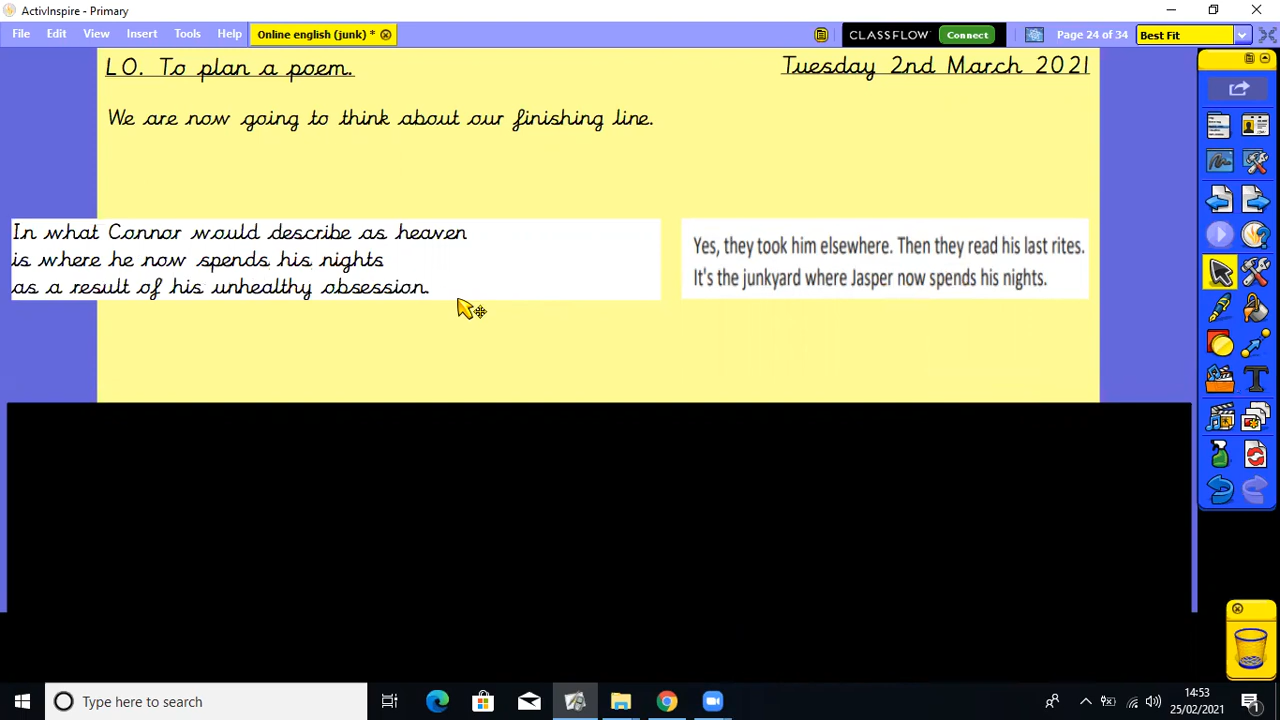 ActivInspire - Primary
File Edit View Insert Tools Help Online english (junk) * CLASSFLOW Connect Page 24 of 34 Best Fit
LO. To plan a poem. Tuesday 2nd March 2021
We are now going to think about our finishing line.
In what Connor would describe as heaven
is where he now spends his nights
as a result of his unhealthy obsession.
Yes, they took him elsewhere. Then they read his last rites.
It's the junkyard where Jasper now spends his nights.
Type here to search
14:53
25/02/2021
1